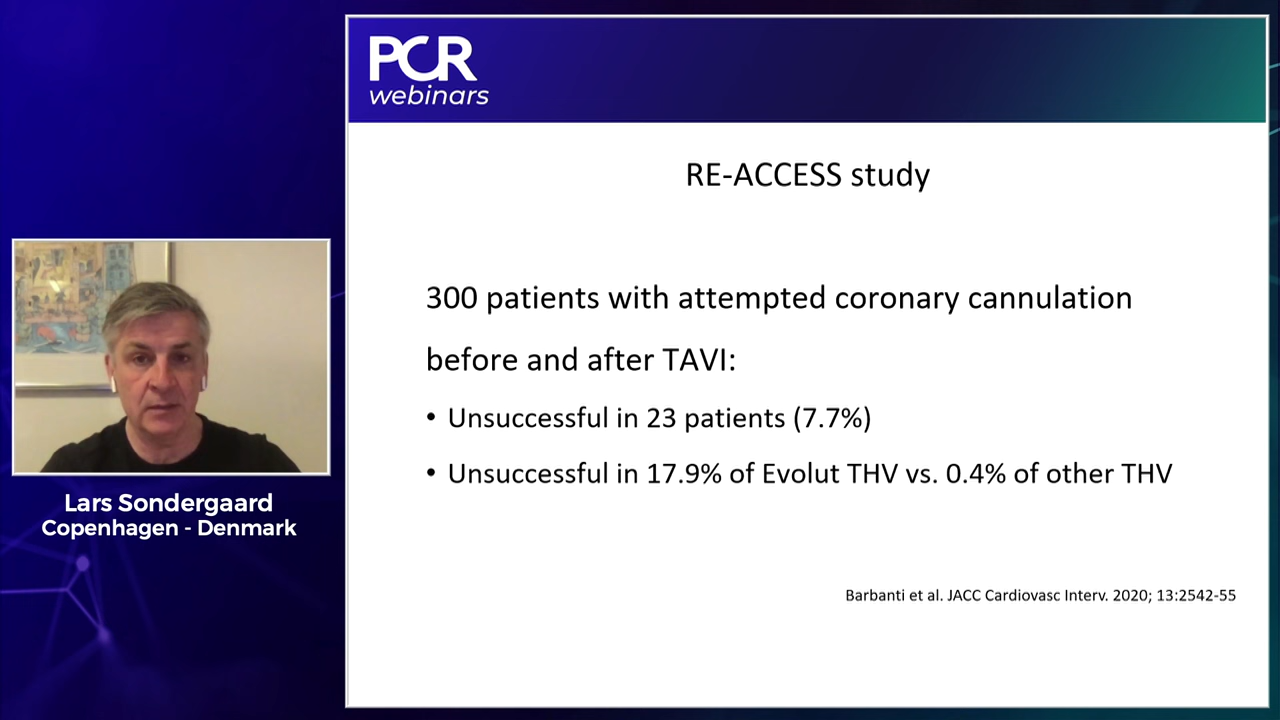 PCR
webinars
RE-ACCESS study
300 patients with attempted coronary cannulation
before and after TAVI:
• Unsuccessful in 23 patients (7.7%)
• Unsuccessful in 17.9% of Evolut THV vs. 0.4% of other THV
Barbanti et al. JACC Cardiovasc Interv. 2020; 13:2542-55
Lars Sondergaard
Copenhagen - Denmark